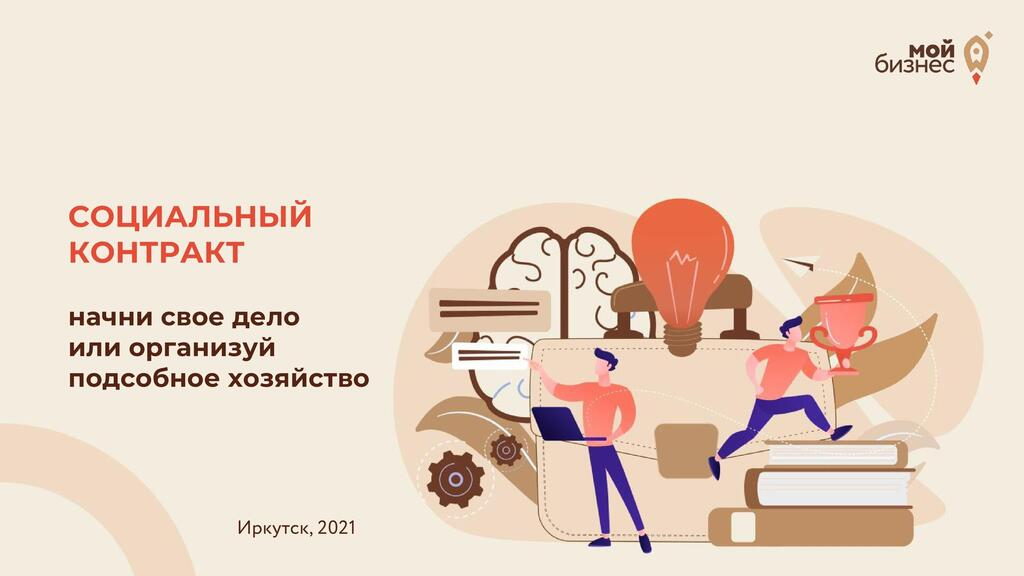 мой
бизнес
СОЦИАЛЬНЫЙ
КОНТРАКТ
начни свое дело
или организуй
подсобное хозяйство
Иркутск, 2021